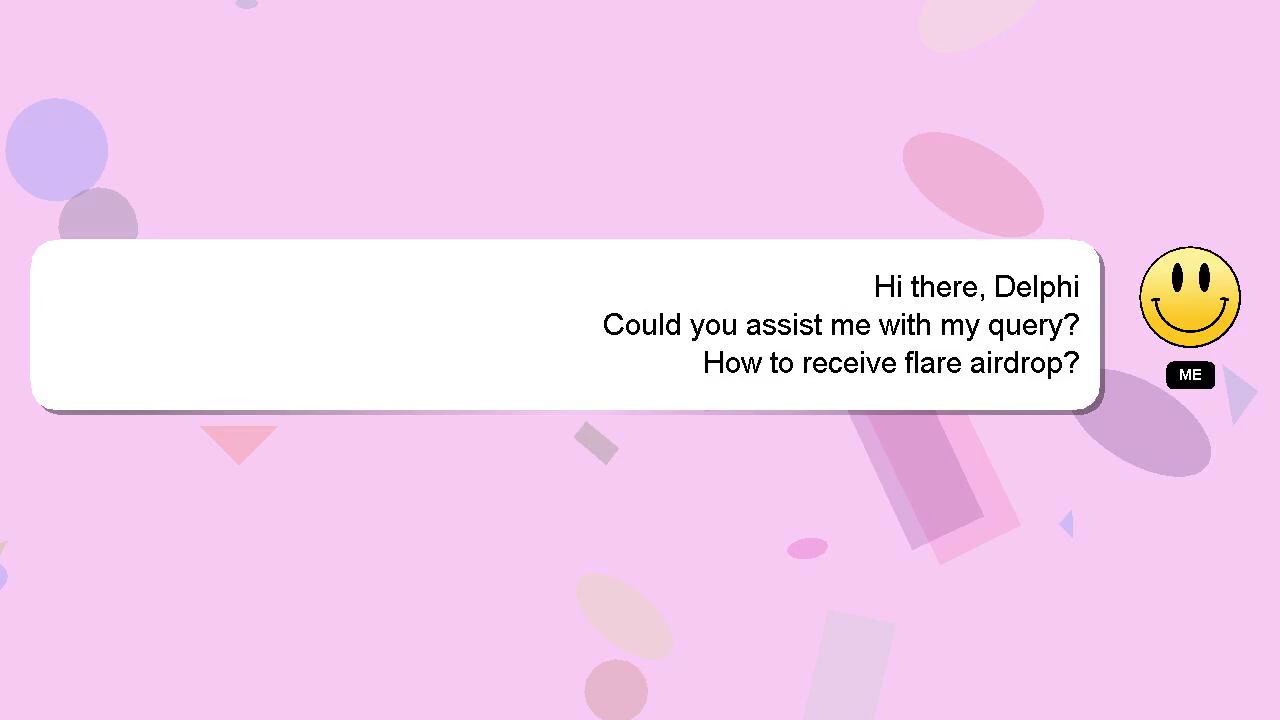 Hi there, Delphi
Could you assist me with my query?
How to receive flare airdrop?
ME